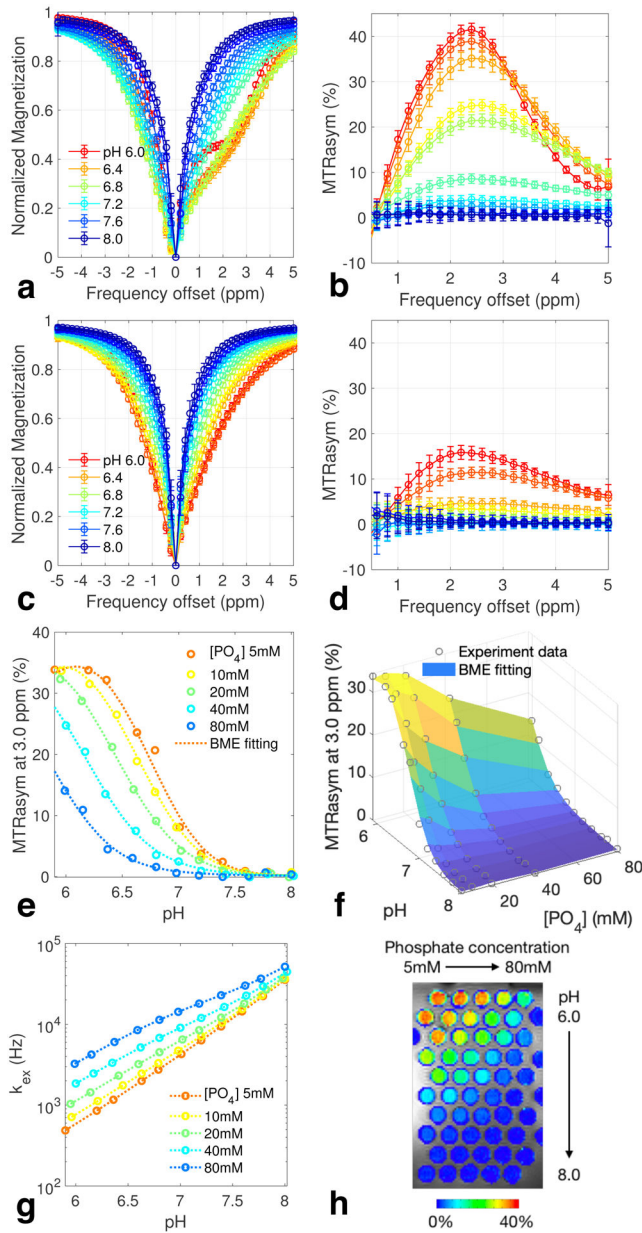 1
0.8
0.6
0.4
0.2
0
Normalized Magnetization
pH 6.0
6.4
6.8
7.2
7.6
8.0
-5 -4 -3 -2 -1 0 1 2 3 4 5
Frequency offset (ppm)
a
50
40
30
20
10
0
-10
MTRasym (%)
1 2 3 4 5
Frequency offset (ppm)
b
1
0.8
0.6
0.4
0.2
0
Normalized Magnetization
pH 6.0
6.4
6.8
7.2
7.6
8.0
-5 -4 -3 -2 -1 0 1 2 3 4 5
Frequency offset (ppm)
c
50
40
30
20
10
0
-10
MTRasym (%)
1 2 3 4 5
Frequency offset (ppm)
d
40
30
20
10
0
MTRasym at 3.0 ppm (%)
[PO4] 5mM
10mM
20mM
40mM
80mM
BME fitting
6 6.5 7 7.5 8
pH
e
Experiment data
BME fitting
30
20
10
0
MTRasym at 3.0 ppm (%)
6
7
8
pH
20
40
60
80
[PO4] (mM)
f
10^5
10^4
10^3
10^2
kex (Hz)
[PO4] 5mM
10mM
20mM
40mM
80mM
6 6.5 7 7.5 8
pH
g
Phosphate concentration
5mM → 80mM
pH
6.0
8.0
0% 40%
h